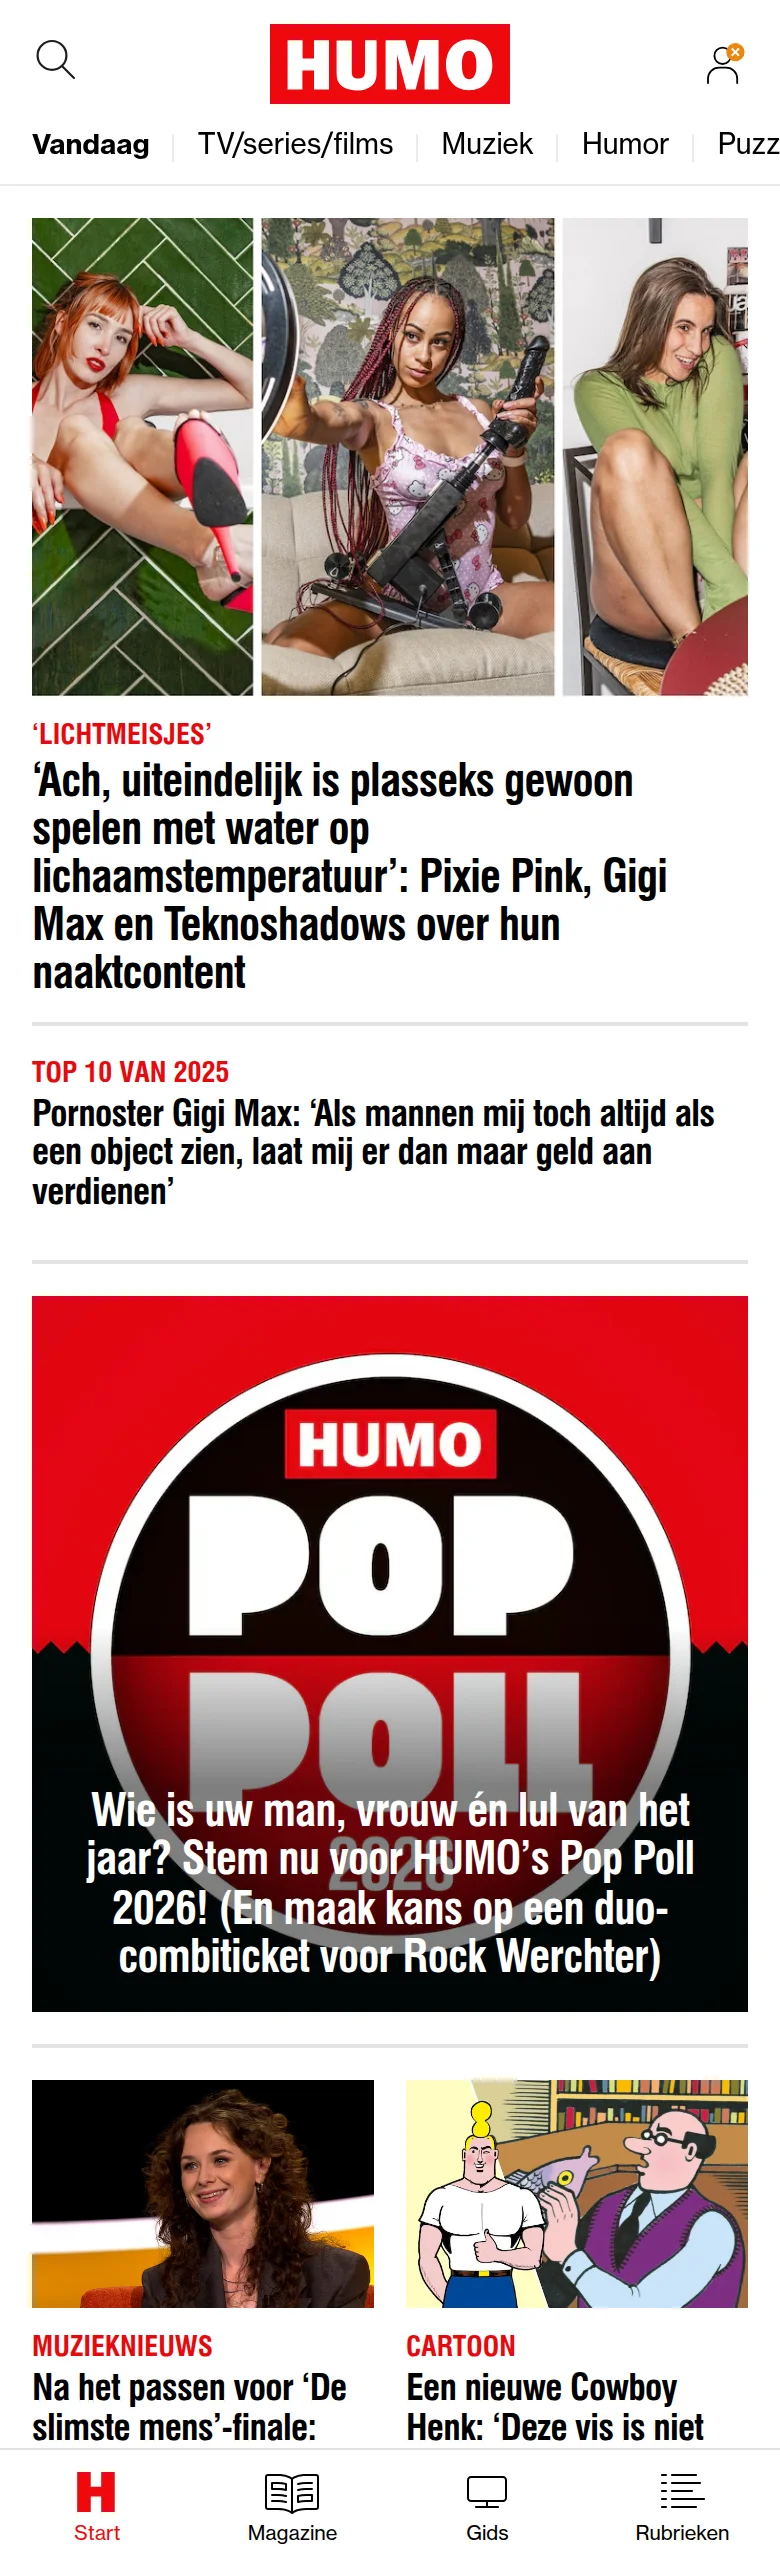 HUMO
Vandaag
TV/series/films
Muziek
Humor
Puzz
‘LICHTMEISJES’
‘Ach, uiteindelijk is plasseks gewoon
spelen met water op
lichaamstemperatuur’: Pixie Pink, Gigi
Max en Teknoshadows over hun
naaktcontent
TOP 10 VAN 2025
Pornoster Gigi Max: ‘Als mannen mij toch altijd als
een object zien, laat mij er dan maar geld aan
verdienen’
HUMO
POP
POLL
2026
Wie is uw man, vrouw én lul van het
jaar? Stem nu voor HUMO’s Pop Poll
2026! (En maak kans op een duo-
combiticket voor Rock Werchter)
MUZIEKNIEUWS
Na het passen voor ‘De
slimste mens’-finale:
CARTOON
Een nieuwe Cowboy
Henk: ‘Deze vis is niet
Start
Magazine
Gids
Rubrieken